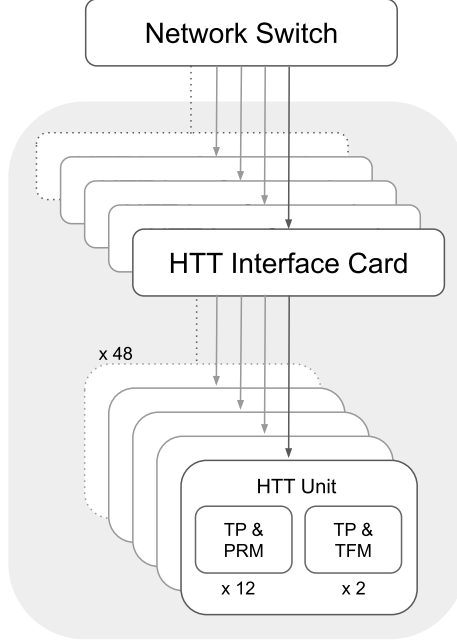 Network Switch
HTT Interface Card
x 48
HTT Unit
TP &
PRM
TP &
TFM
x 12
x 2